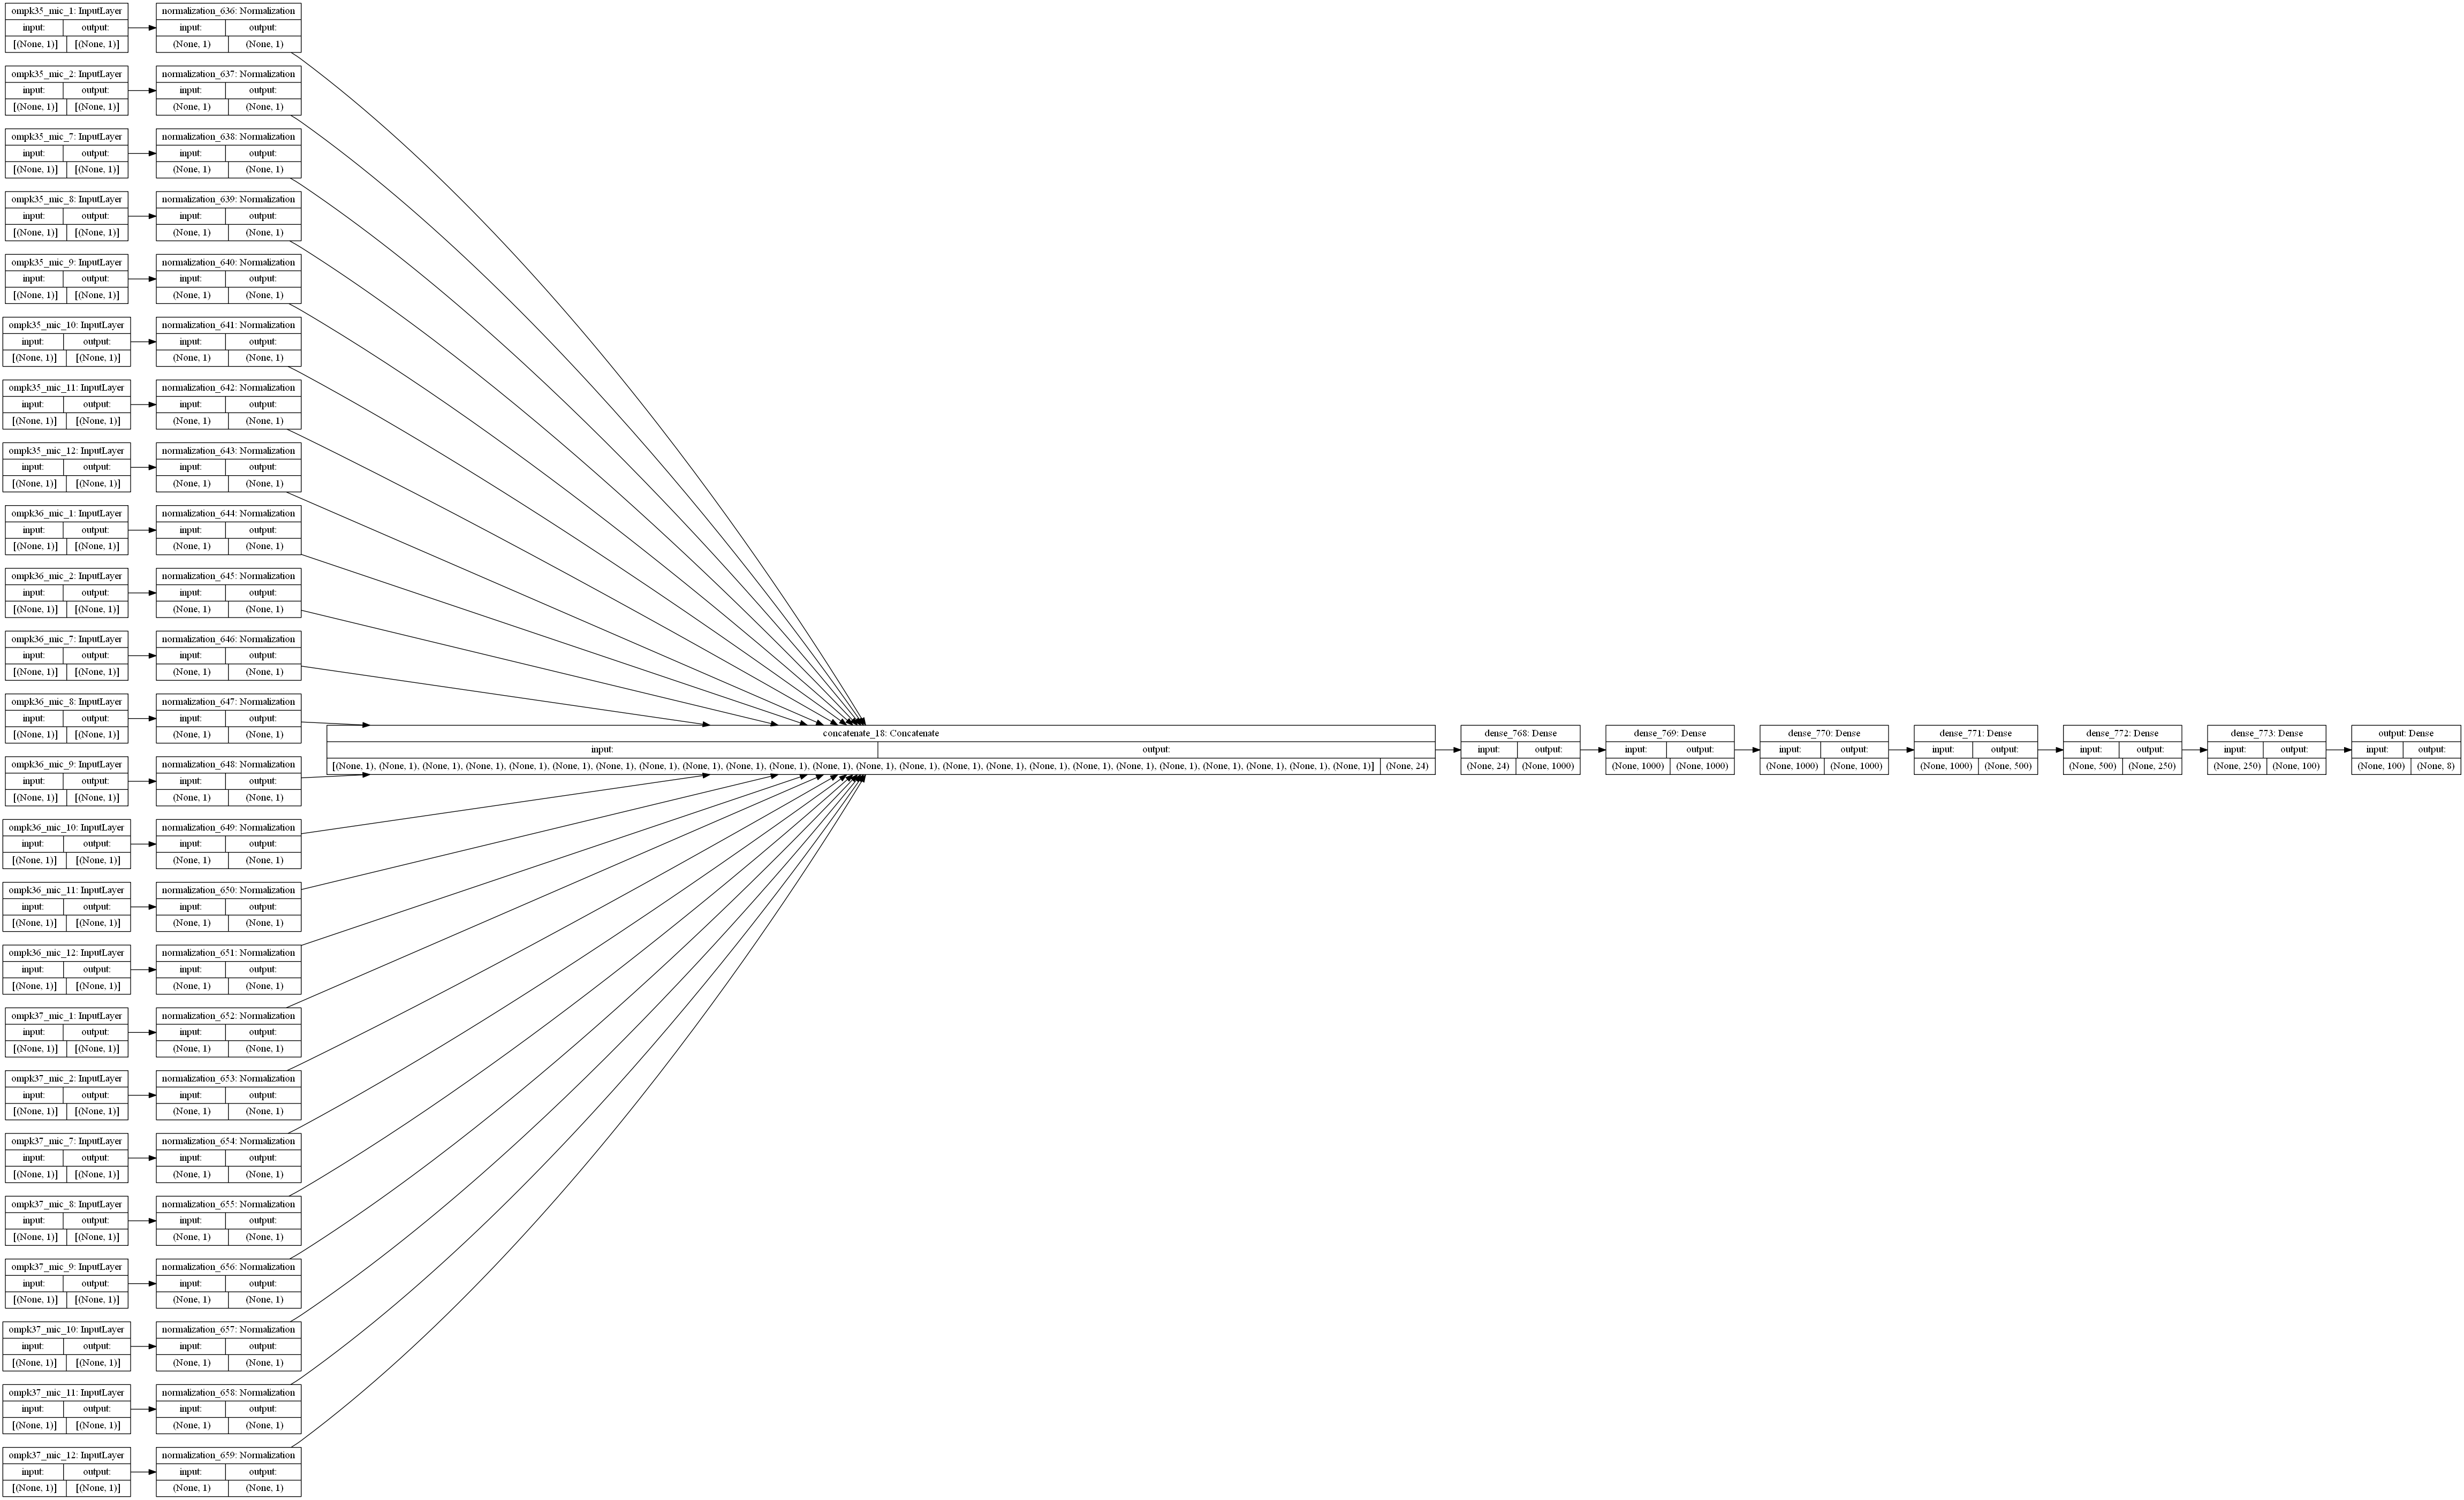 ompk35_mic_1: InputLayer
input: output:
[(None, 1)] [(None, 1)]
normalization_636: Normalization
input: output:
(None, 1) (None, 1)
ompk35_mic_2: InputLayer
input: output:
[(None, 1)] [(None, 1)]
normalization_637: Normalization
input: output:
(None, 1) (None, 1)
ompk35_mic_7: InputLayer
input: output:
[(None, 1)] [(None, 1)]
normalization_638: Normalization
input: output:
(None, 1) (None, 1)
ompk35_mic_8: InputLayer
input: output:
[(None, 1)] [(None, 1)]
normalization_639: Normalization
input: output:
(None, 1) (None, 1)
ompk35_mic_9: InputLayer
input: output:
[(None, 1)] [(None, 1)]
normalization_640: Normalization
input: output:
(None, 1) (None, 1)
ompk35_mic_10: InputLayer
input: output:
[(None, 1)] [(None, 1)]
normalization_641: Normalization
input: output:
(None, 1) (None, 1)
ompk35_mic_11: InputLayer
input: output:
[(None, 1)] [(None, 1)]
normalization_642: Normalization
input: output:
(None, 1) (None, 1)
ompk35_mic_12: InputLayer
input: output:
[(None, 1)] [(None, 1)]
normalization_643: Normalization
input: output:
(None, 1) (None, 1)
ompk36_mic_1: InputLayer
input: output:
[(None, 1)] [(None, 1)]
normalization_644: Normalization
input: output:
(None, 1) (None, 1)
ompk36_mic_2: InputLayer
input: output:
[(None, 1)] [(None, 1)]
normalization_645: Normalization
input: output:
(None, 1) (None, 1)
ompk36_mic_7: InputLayer
input: output:
[(None, 1)] [(None, 1)]
normalization_646: Normalization
input: output:
(None, 1) (None, 1)
ompk36_mic_8: InputLayer
input: output:
[(None, 1)] [(None, 1)]
normalization_647: Normalization
input: output:
(None, 1) (None, 1)
ompk36_mic_9: InputLayer
input: output:
[(None, 1)] [(None, 1)]
normalization_648: Normalization
input: output:
(None, 1) (None, 1)
ompk36_mic_10: InputLayer
input: output:
[(None, 1)] [(None, 1)]
normalization_649: Normalization
input: output:
(None, 1) (None, 1)
ompk36_mic_11: InputLayer
input: output:
[(None, 1)] [(None, 1)]
normalization_650: Normalization
input: output:
(None, 1) (None, 1)
ompk36_mic_12: InputLayer
input: output:
[(None, 1)] [(None, 1)]
normalization_651: Normalization
input: output:
(None, 1) (None, 1)
ompk37_mic_1: InputLayer
input: output:
[(None, 1)] [(None, 1)]
normalization_652: Normalization
input: output:
(None, 1) (None, 1)
ompk37_mic_2: InputLayer
input: output:
[(None, 1)] [(None, 1)]
normalization_653: Normalization
input: output:
(None, 1) (None, 1)
ompk37_mic_7: InputLayer
input: output:
[(None, 1)] [(None, 1)]
normalization_654: Normalization
input: output:
(None, 1) (None, 1)
ompk37_mic_8: InputLayer
input: output:
[(None, 1)] [(None, 1)]
normalization_655: Normalization
input: output:
(None, 1) (None, 1)
ompk37_mic_9: InputLayer
input: output:
[(None, 1)] [(None, 1)]
normalization_656: Normalization
input: output:
(None, 1) (None, 1)
ompk37_mic_10: InputLayer
input: output:
[(None, 1)] [(None, 1)]
normalization_657: Normalization
input: output:
(None, 1) (None, 1)
ompk37_mic_11: InputLayer
input: output:
[(None, 1)] [(None, 1)]
normalization_658: Normalization
input: output:
(None, 1) (None, 1)
ompk37_mic_12: InputLayer
input: output:
[(None, 1)] [(None, 1)]
normalization_659: Normalization
input: output:
(None, 1) (None, 1)
concatenate_18: Concatenate
input: output:
[(None, 1), (None, 1), (None, 1), (None, 1), (None, 1), (None, 1), (None, 1), (None, 1), (None, 1), (None, 1), (None, 1), (None, 1), (None, 1), (None, 1), (None, 1), (None, 1), (None, 1), (None, 1), (None, 1), (None, 1), (None, 1), (None, 1), (None, 1), (None, 1)] (None, 24)
dense_768: Dense
input: output:
(None, 24) (None, 1000)
dense_769: Dense
input: output:
(None, 1000) (None, 1000)
dense_770: Dense
input: output:
(None, 1000) (None, 1000)
dense_771: Dense
input: output:
(None, 1000) (None, 500)
dense_772: Dense
input: output:
(None, 500) (None, 250)
dense_773: Dense
input: output:
(None, 250) (None, 100)
output: Dense
input: output:
(None, 100) (None, 8)